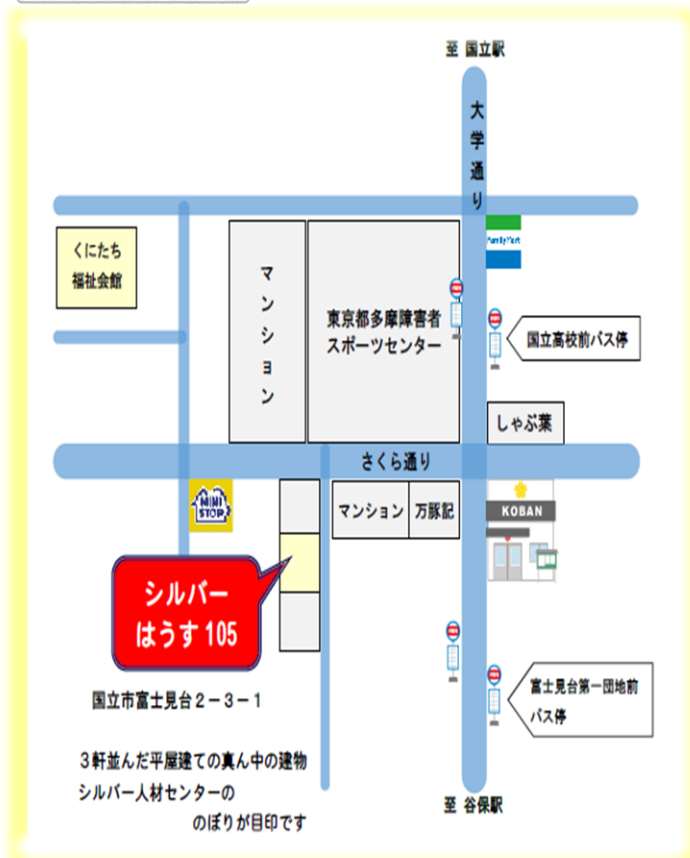 至 国立駅
大学通り
FamilyMart
くにたち
福祉会館
マンション
東京都多摩障害者
スポーツセンター
国立高校前バス停
しゃぶ葉
さくら通り
MINI
STOP
マンション
万豚記
KOBAN
シルバー
はうす105
富士見台第一団地前
バス停
国立市富士見台2-3-1
3軒並んだ平屋建ての真ん中の建物
シルバー人材センターの
のぼりが目印です
至 谷保駅